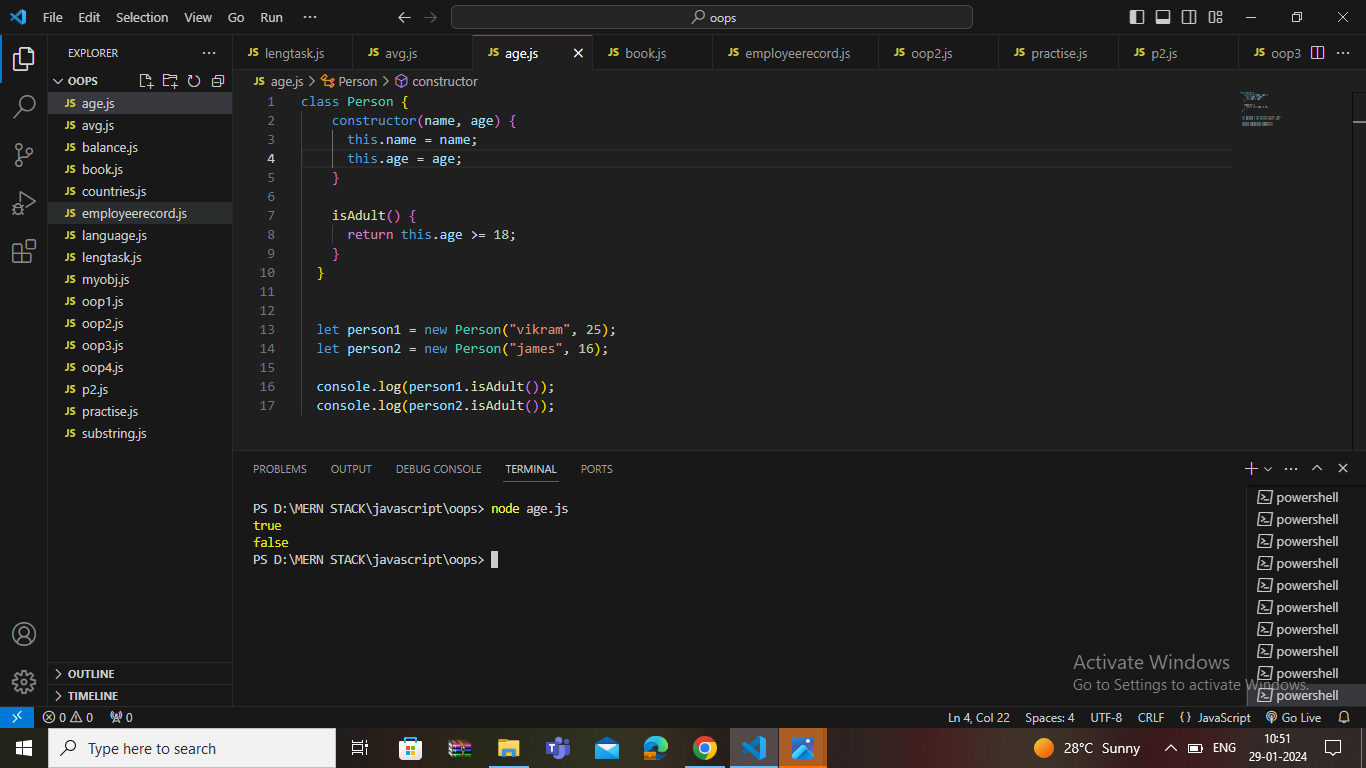 File Edit Selection View Go Run ··· oops
EXPLORER ···
OOPS
JS age.js
JS avg.js
JS balance.js
JS book.js
JS countries.js
JS employeerecord.js
JS language.js
JS lengtask.js
JS myobj.js
JS oop1.js
JS oop2.js
JS oop3.js
JS oop4.js
JS p2.js
JS practise.js
JS substring.js
OUTLINE
TIMELINE
JS lengtask.js JS avg.js JS age.js JS book.js JS employeerecord.js JS oop2.js JS practise.js JS p2.js JS oop3 ···
JS age.js > Person > constructor
1 class Person {
2 constructor(name, age) {
3 this.name = name;
4 this.age = age;
5 }
6
7 isAdult() {
8 return this.age >= 18;
9 }
10 }
11
12
13 let person1 = new Person("vikram", 25);
14 let person2 = new Person("james", 16);
15
16 console.log(person1.isAdult());
17 console.log(person2.isAdult());
PROBLEMS OUTPUT DEBUG CONSOLE TERMINAL PORTS
PS D:\MERN STACK\javascript\oops> node age.js
true
false
PS D:\MERN STACK\javascript\oops>
powershell
powershell
powershell
powershell
powershell
powershell
powershell
powershell
powershell
powershell
Activate Windows
Go to Settings to activate Windows.
0 0 0 Ln 4, Col 22 Spaces: 4 UTF-8 CRLF {} JavaScript Go Live
Type here to search 28°C Sunny ENG 10:51
29-01-2024